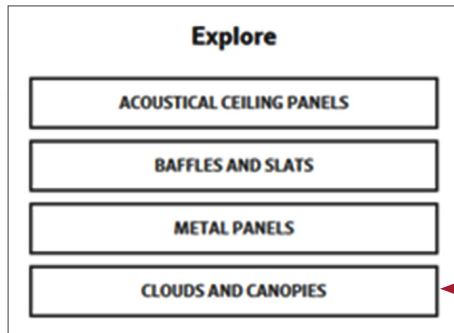 Explore
ACOUSTICAL CEILING PANELS
BAFFLES AND SLATS
METAL PANELS
CLOUDS AND CANOPIES